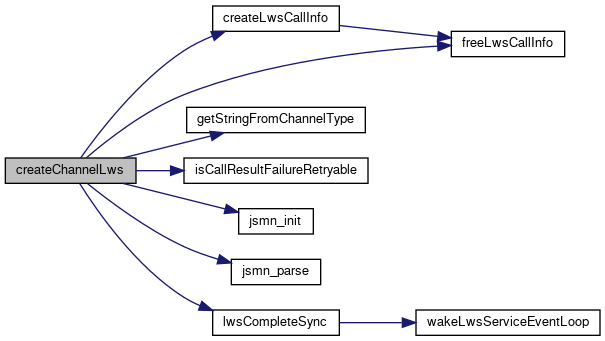 createLwsCallInfo
freeLwsCallInfo
getStringFromChannelType
createChannelLws
isCallResultFailureRetryable
jsmn_init
jsmn_parse
lwsCompleteSync
wakeLwsServiceEventLoop